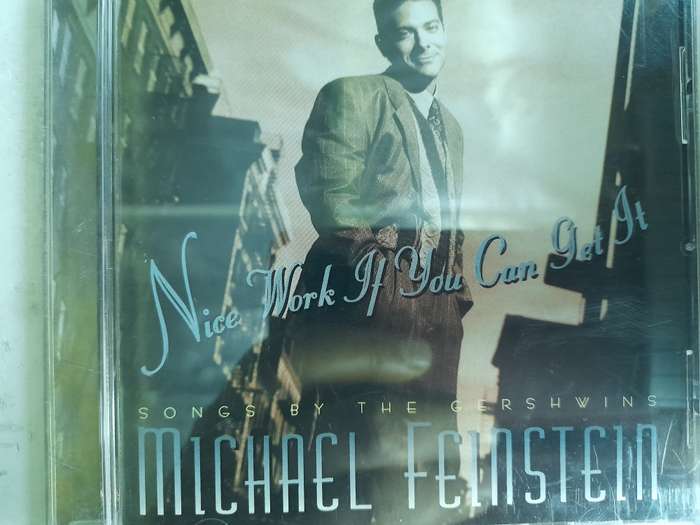 Nice Work If You Can Get It
SONGS BY THE GERSHWINS
MICHAEL FEINSTEIN